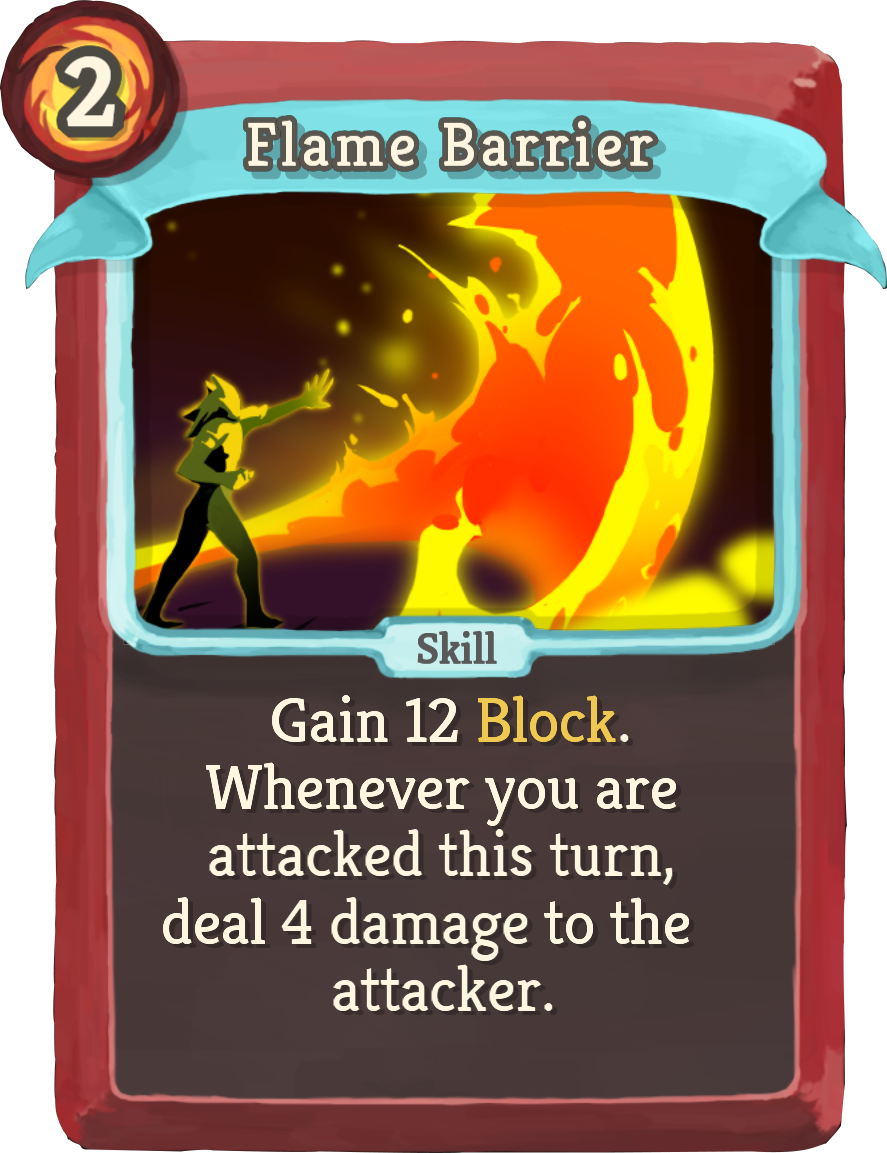 2
Flame Barrier
Skill
Gain 12 Block.
Whenever you are
attacked this turn,
deal 4 damage to the
attacker.